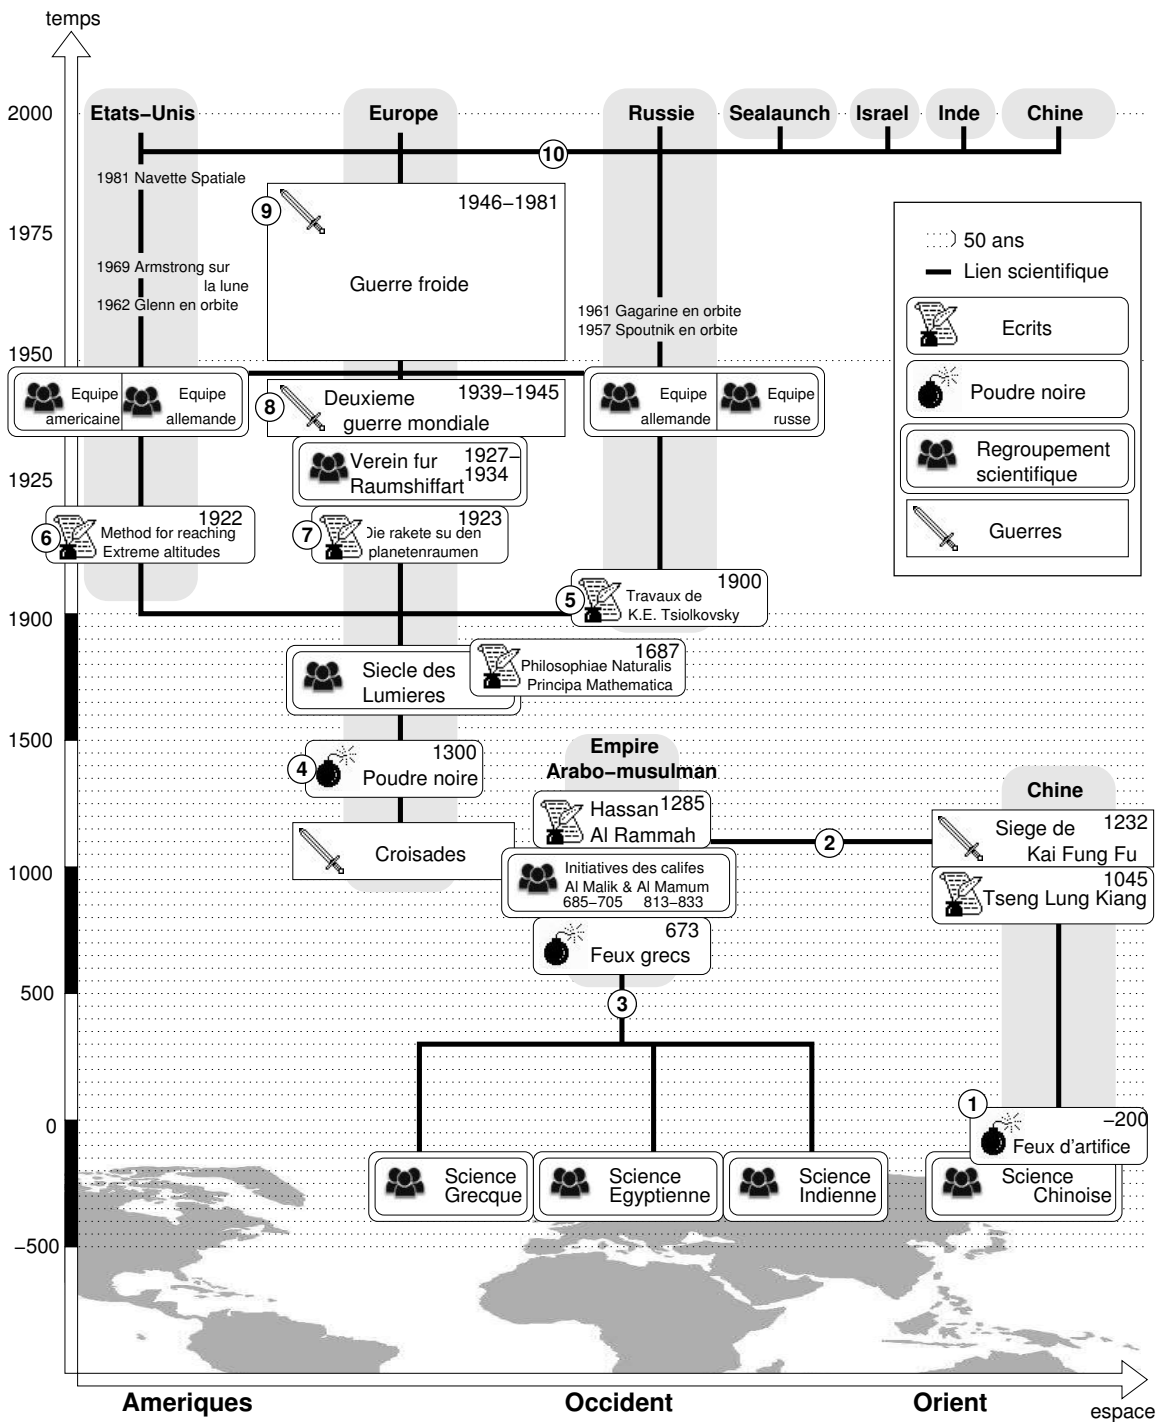 temps
2000
Etats–Unis
Europe
Russie
Sealaunch
Israel
Inde
Chine
10
1981 Navette Spatiale
9
1946–1981
1975
50 ans
Lien scientifique
1969 Armstrong sur
la lune
1962 Glenn en orbite
Guerre froide
1961 Gagarine en orbite
1957 Spoutnik en orbite
Ecrits
1950
Poudre noire
Equipe
americaine
Equipe
allemande
8
1939–1945
Deuxieme
guerre mondiale
Equipe
allemande
Equipe
russe
Regroupement
scientifique
1925
Verein fur
Raumshiffart
1927–
1934
Guerres
6
1922
Method for reaching
Extreme altitudes
7
1923
Die rakete su den
planetenraumen
5
1900
Travaux de
K.E. Tsiolkovsky
1900
Siecle des
Lumieres
1687
Philosophiae Naturalis
Principa Mathematica
1500
4
1300
Poudre noire
Empire
Arabo–musulman
Chine
Hassan
1285
Al Rammah
2
1232
Siege de
Kai Fung Fu
Croisades
1000
Initiatives des califes
Al Malik & Al Mamum
685–705 813–833
1045
Tseng Lung Kiang
673
Feux grecs
500
3
1
–200
Feux d'artifice
0
Science
Grecque
Science
Egyptienne
Science
Indienne
Science
Chinoise
–500
Ameriques
Occident
Orient
espace